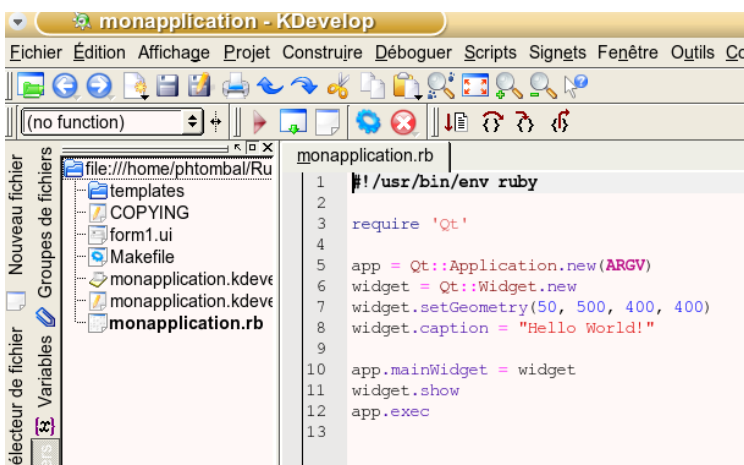 monapplication - KDevelop
Fichier Édition Affichage Projet Construire Déboguer Scripts Signets Fenêtre Outils Co
(no function)
Nouveau fichier
Groupes de fichiers
électeur de fichier
Variables
{x}
ers
file:///home/phtombal/Ru
templates
COPYING
form1.ui
Makefile
monapplication.kdeve
monapplication.kdeve
monapplication.rb
monapplication.rb
1 #!/usr/bin/env ruby
2
3 require 'Qt'
4
5 app = Qt::Application.new(ARGV)
6 widget = Qt::Widget.new
7 widget.setGeometry(50, 500, 400, 400)
8 widget.caption = "Hello World!"
9
10 app.mainWidget = widget
11 widget.show
12 app.exec
13